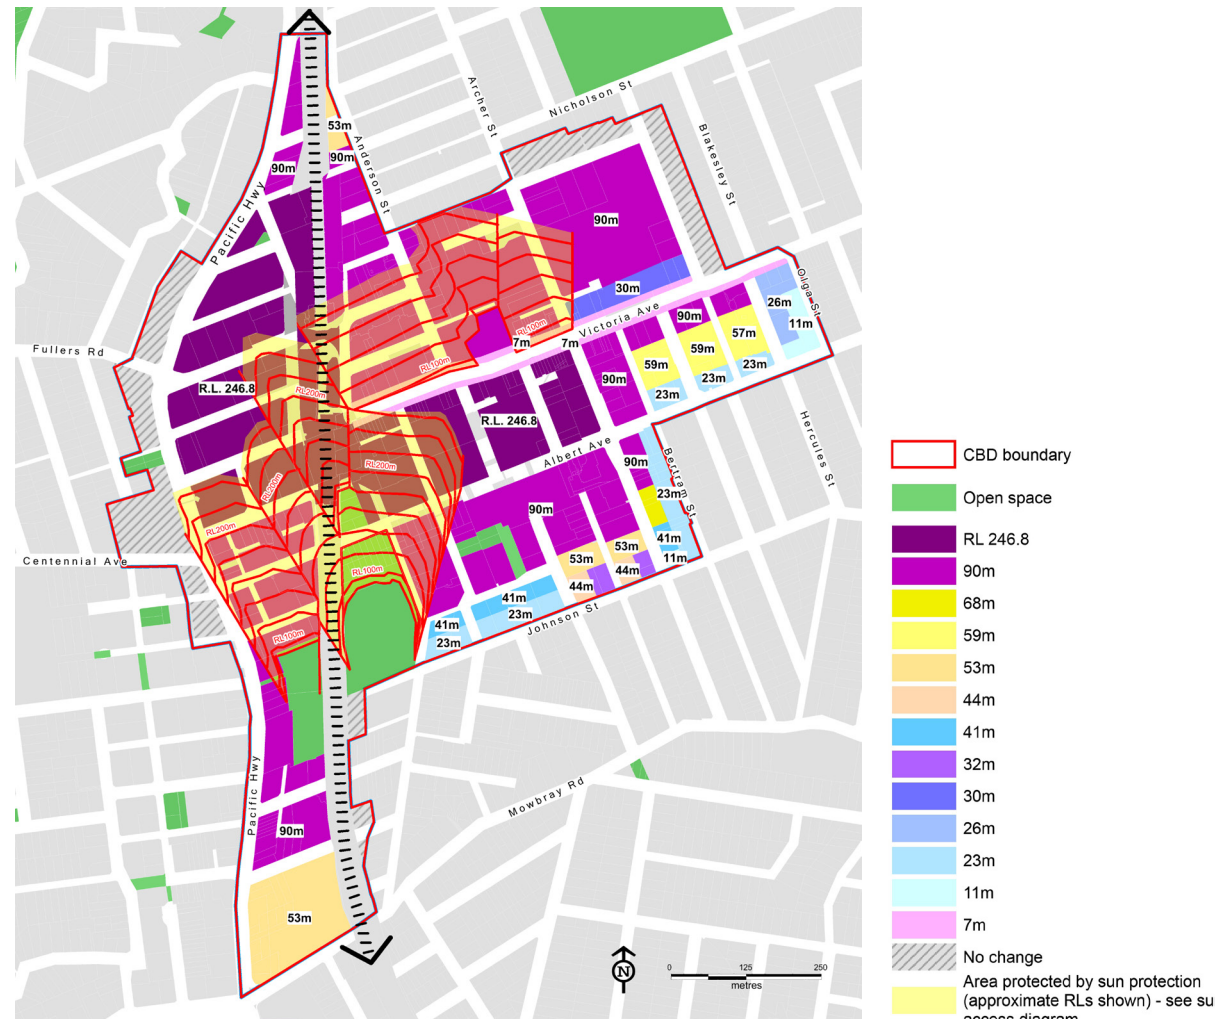 53m
90m
90m
Anderson St
Archer St
Nicholson St
Blakesley St
Pacific Hwy
90m
30m
Olga St
26m
11m
Victoria Ave
RL100m
7m
7m
90m
57m
59m
59m
23m
23m
23m
Fullers Rd
RL100m
R.L. 246.8
RL200m
90m
R.L. 246.8
Albert Ave
Hercules St
90m
Bertram St
23m
RL200m
RL200m
RL200m
90m
41m
11m
53m
53m
44m
44m
Centennial Ave
RL100m
41m
23m
Johnson St
41m
23m
RL100m
Pacific Hwy
Mowbray Rd
90m
53m
N
0 125 250
metres
CBD boundary
Open space
RL 246.8
90m
68m
59m
53m
44m
41m
32m
30m
26m
23m
11m
7m
No change
Area protected by sun protection
(approximate RLs shown) - see su
access diagram